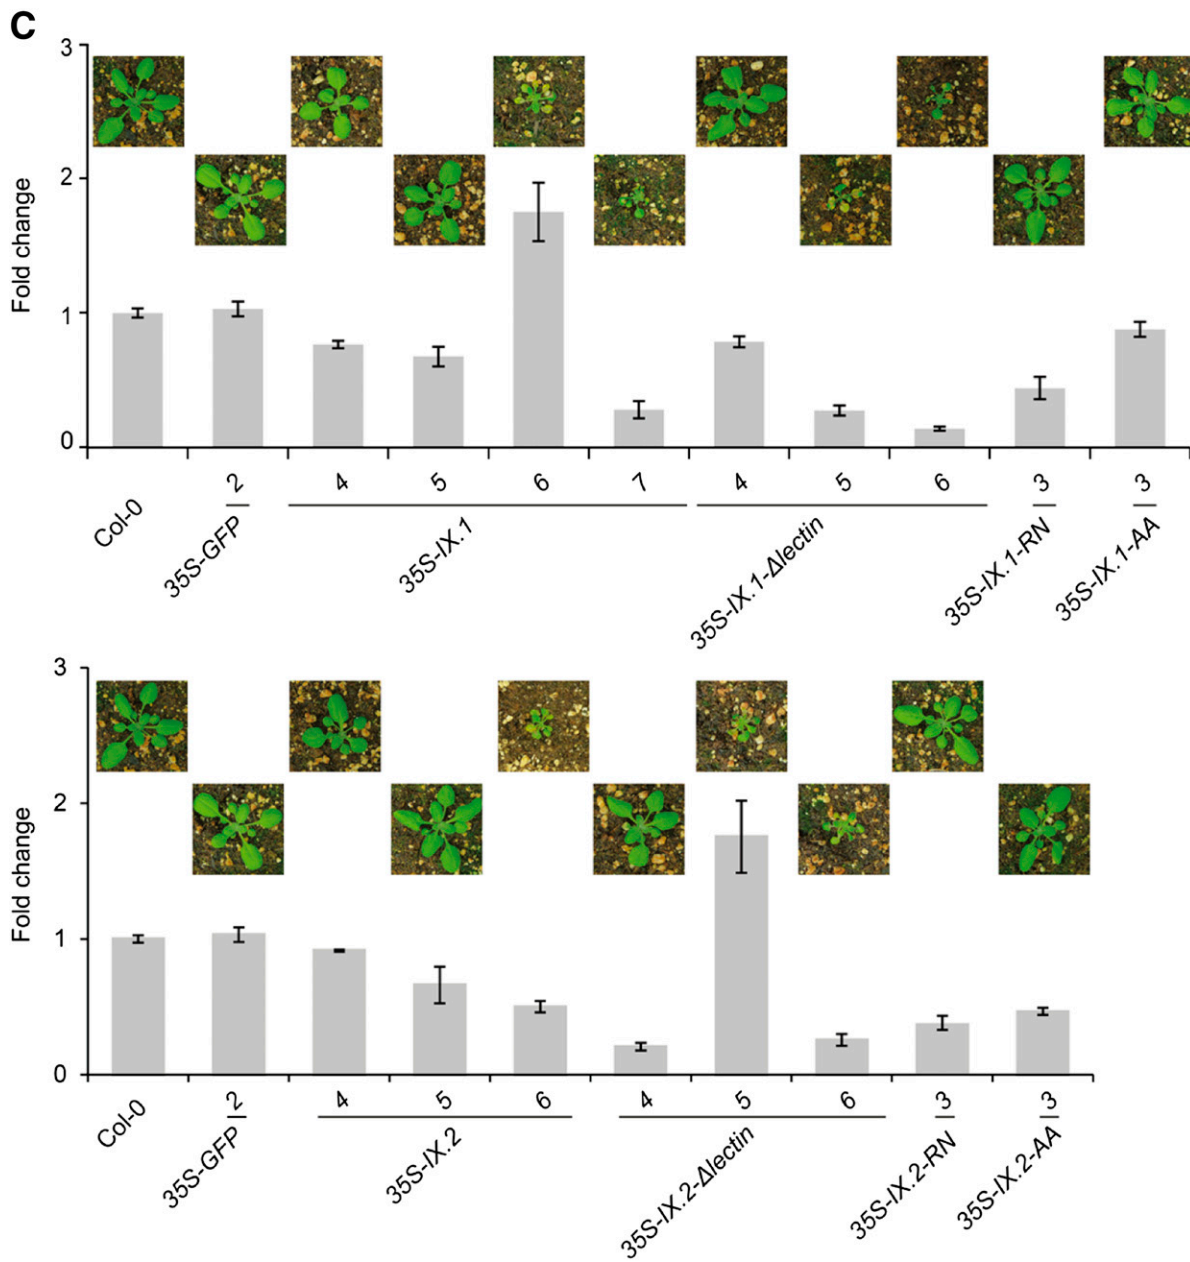 C
Fold change
3
2
1
0
Col-0
2
35S-GFP
4
5
6
7
35S-IX.1
4
5
6
35S-IX.1-Δlectin
3
35S-IX.1-RN
3
35S-IX.1-AA
Fold change
3
2
1
0
Col-0
2
35S-GFP
4
5
6
35S-IX.2
4
5
6
35S-IX.2-Δlectin
3
35S-IX.2-RN
3
35S-IX.2-AA